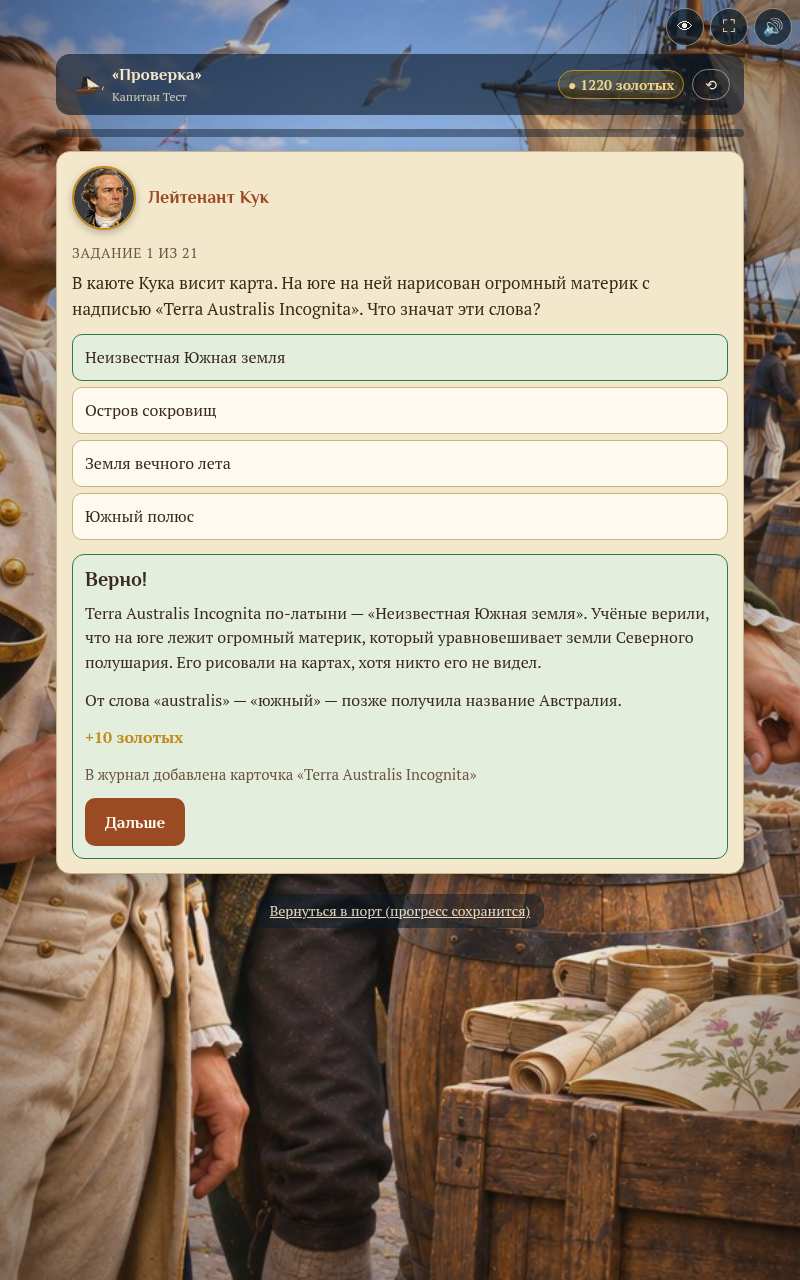 «Проверка»
Капитан Тест
● 1220 золотых
Лейтенант Кук
ЗАДАНИЕ 1 ИЗ 21
В каюте Кука висит карта. На юге на ней нарисован огромный материк с
надписью «Terra Australis Incognita». Что значат эти слова?
Неизвестная Южная земля
Остров сокровищ
Земля вечного лета
Южный полюс
Верно!
Terra Australis Incognita по-латыни — «Неизвестная Южная земля». Учёные верили,
что на юге лежит огромный материк, который уравновешивает земли Северного
полушария. Его рисовали на картах, хотя никто его не видел.
От слова «australis» — «южный» — позже получила название Австралия.
+10 золотых
В журнал добавлена карточка «Terra Australis Incognita»
Дальше
Вернуться в порт (прогресс сохранится)